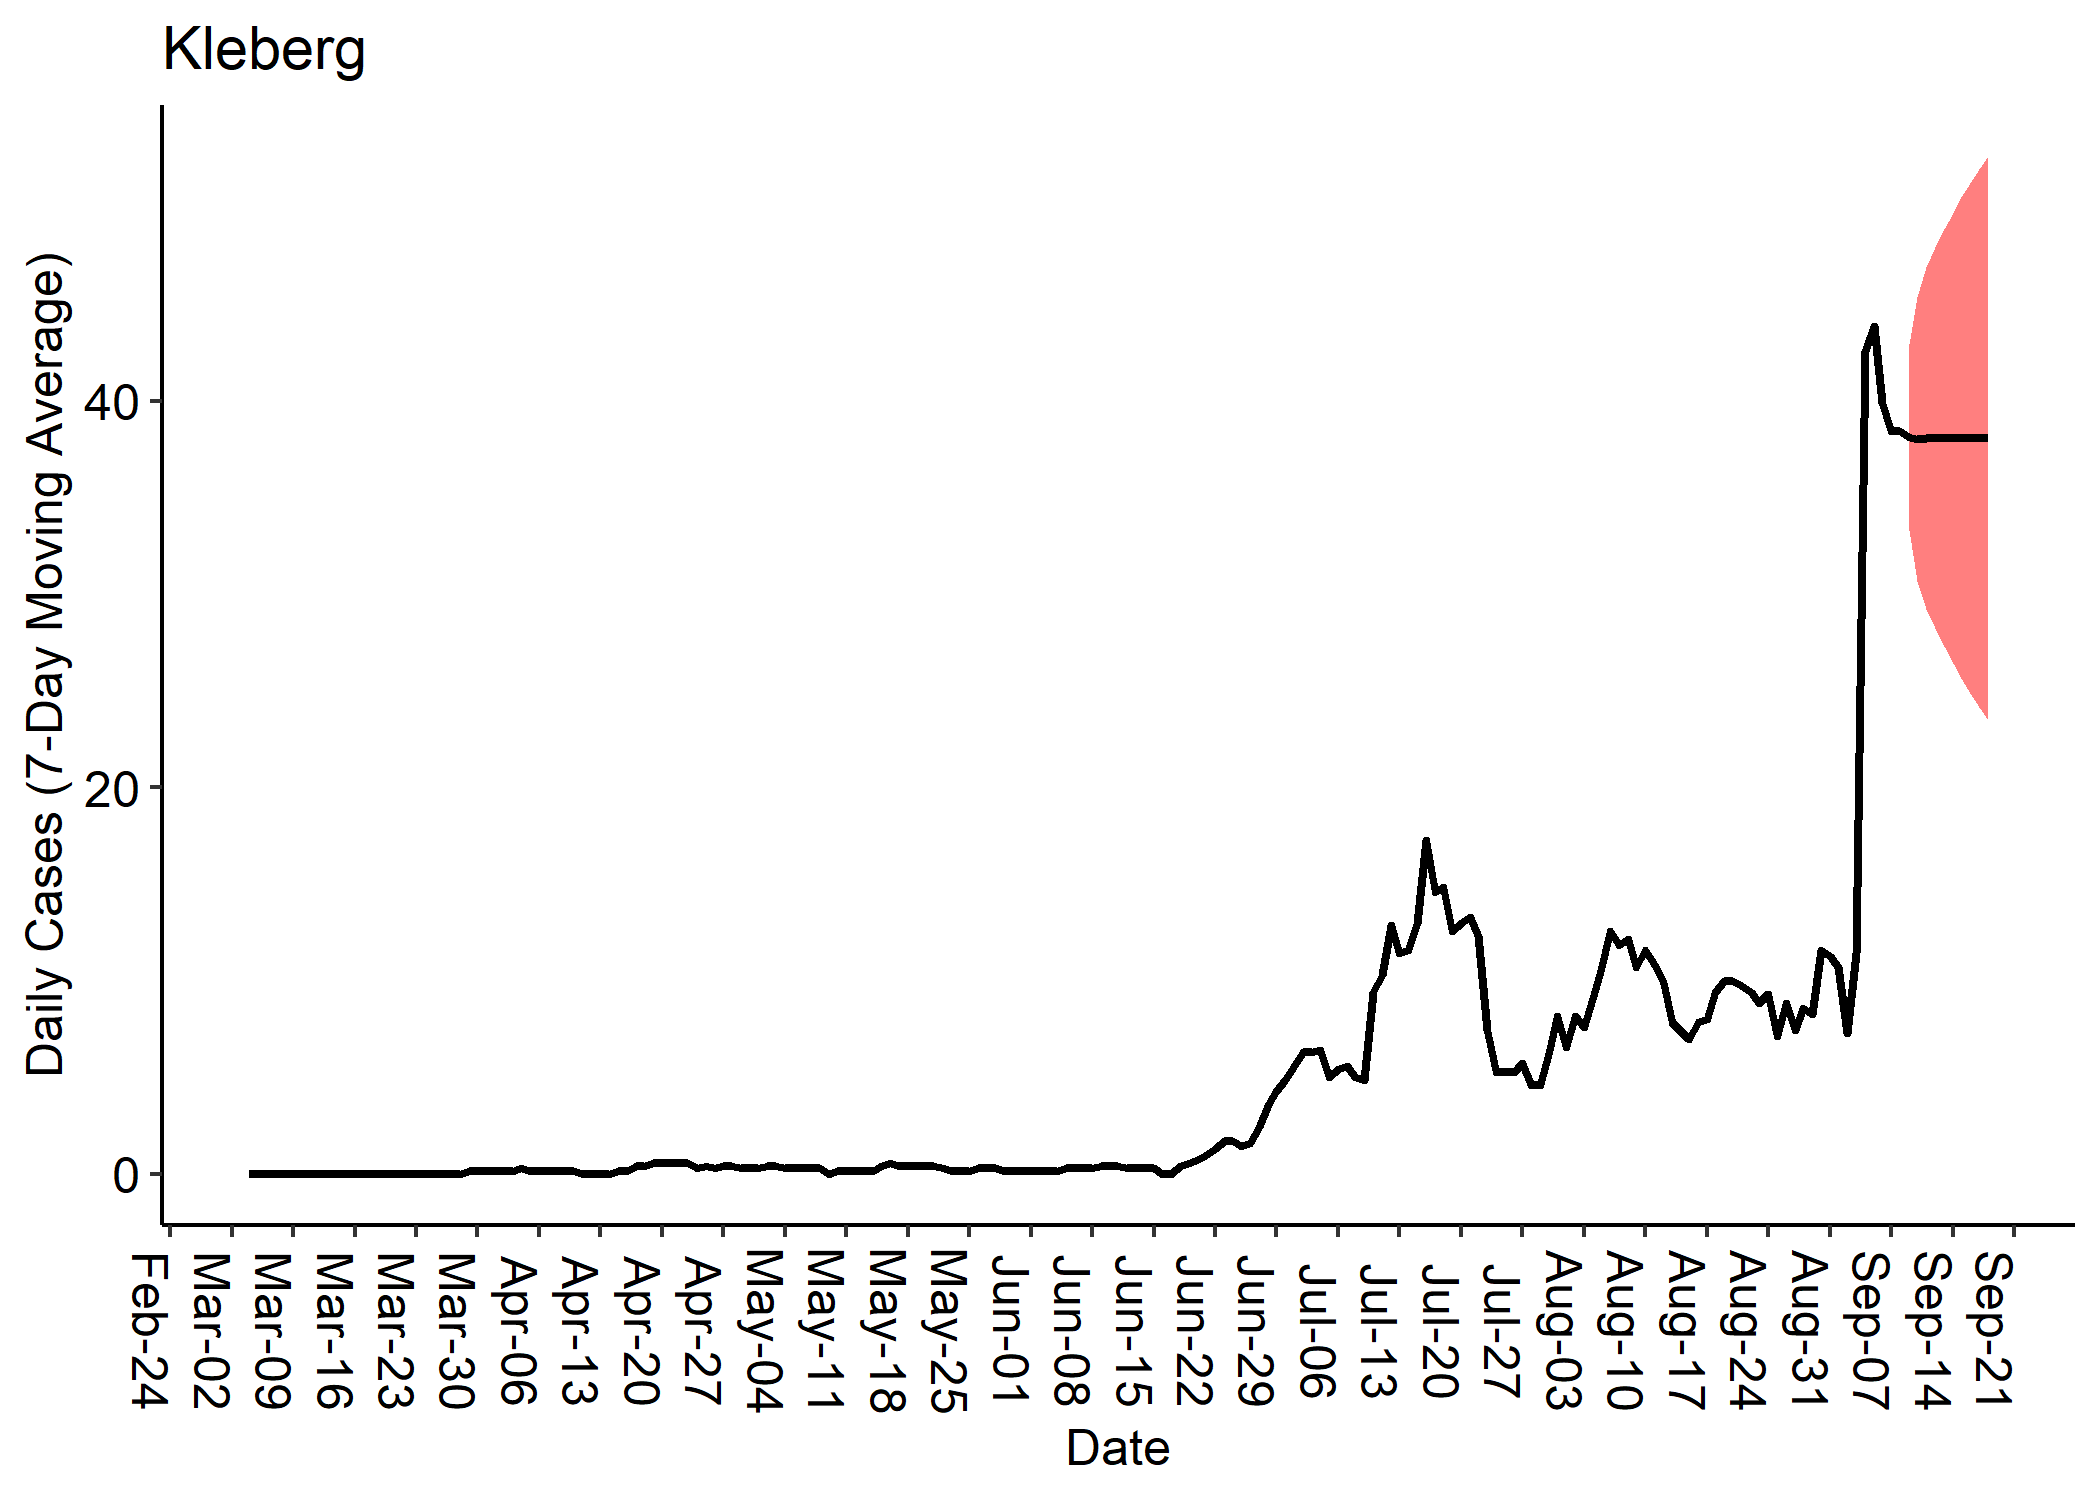 Kleberg
Daily Cases (7-Day Moving Average)
40
20
0
Feb-24
Mar-02
Mar-09
Mar-16
Mar-23
Mar-30
Apr-06
Apr-13
Apr-20
Apr-27
May-04
May-11
May-18
May-25
Jun-01
Jun-08
Jun-15
Jun-22
Jun-29
Jul-06
Jul-13
Jul-20
Jul-27
Aug-03
Aug-10
Aug-17
Aug-24
Aug-31
Sep-07
Sep-14
Sep-21
Date